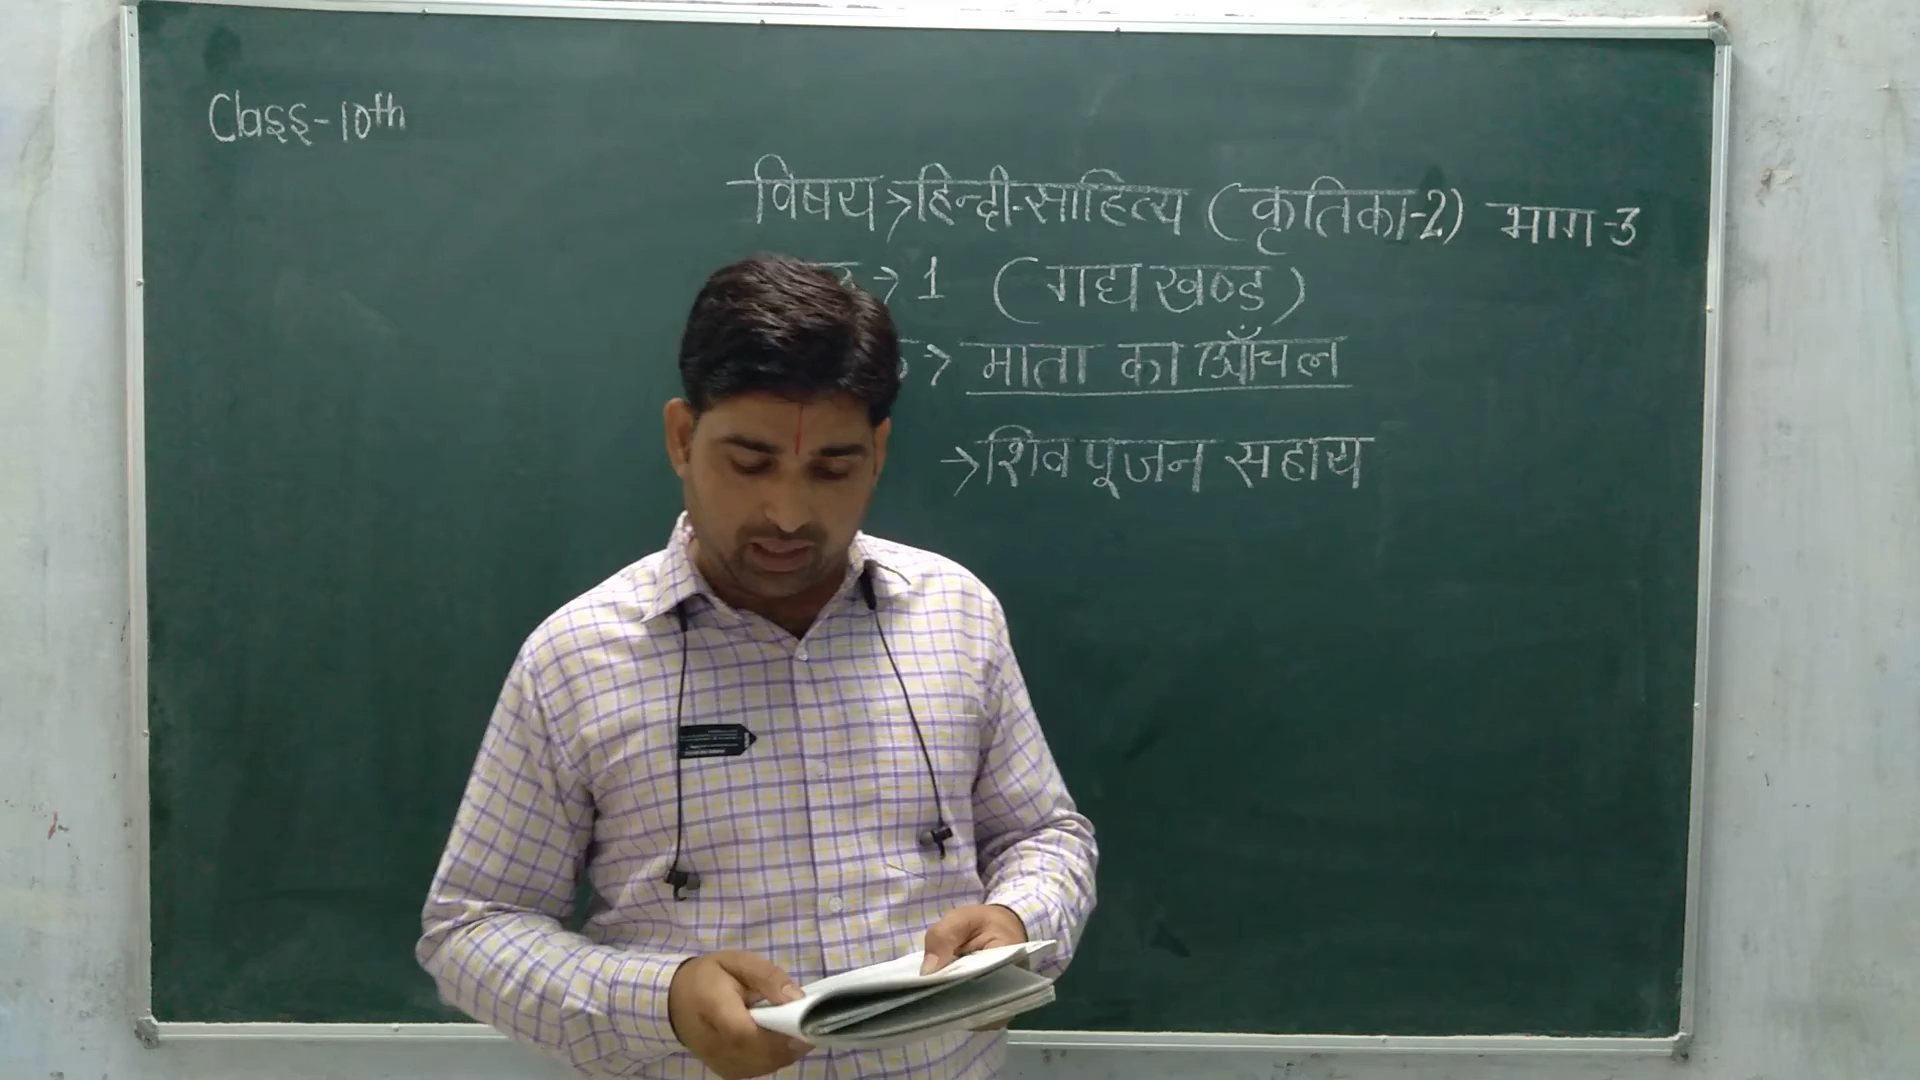 Class-10th
विषय→हिन्दी-साहित्य (कृतिका-2) भाग-3
→ 1 (गद्य खण्ड)
→ माता का आँचल
→शिव पूजन सहाय